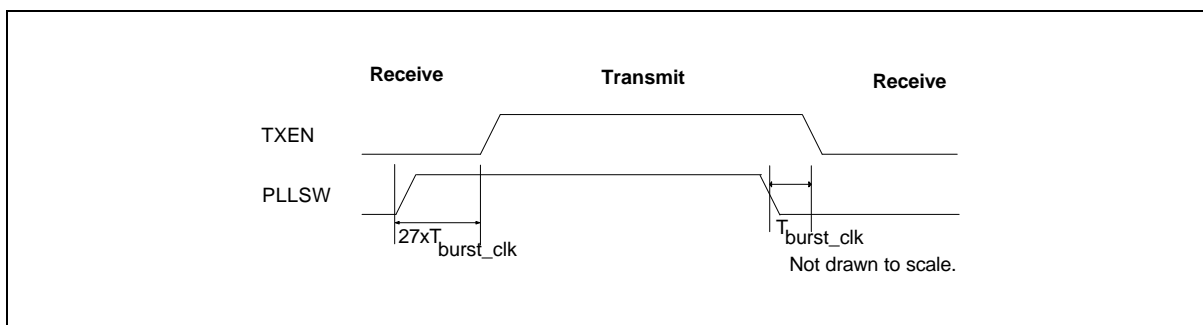 Receive Transmit Receive
TXEN
PLLSW
27xTburst_clk
Tburst_clk
Not drawn to scale.